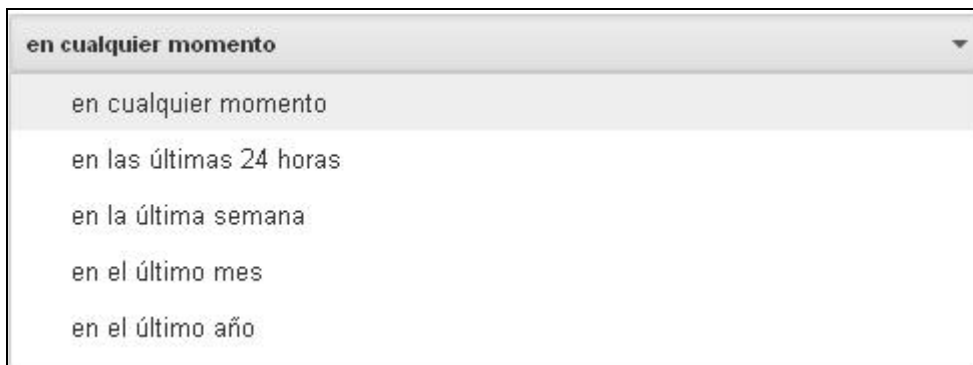 en cualquier momento
en cualquier momento
en las últimas 24 horas
en la última semana
en el último mes
en el último año